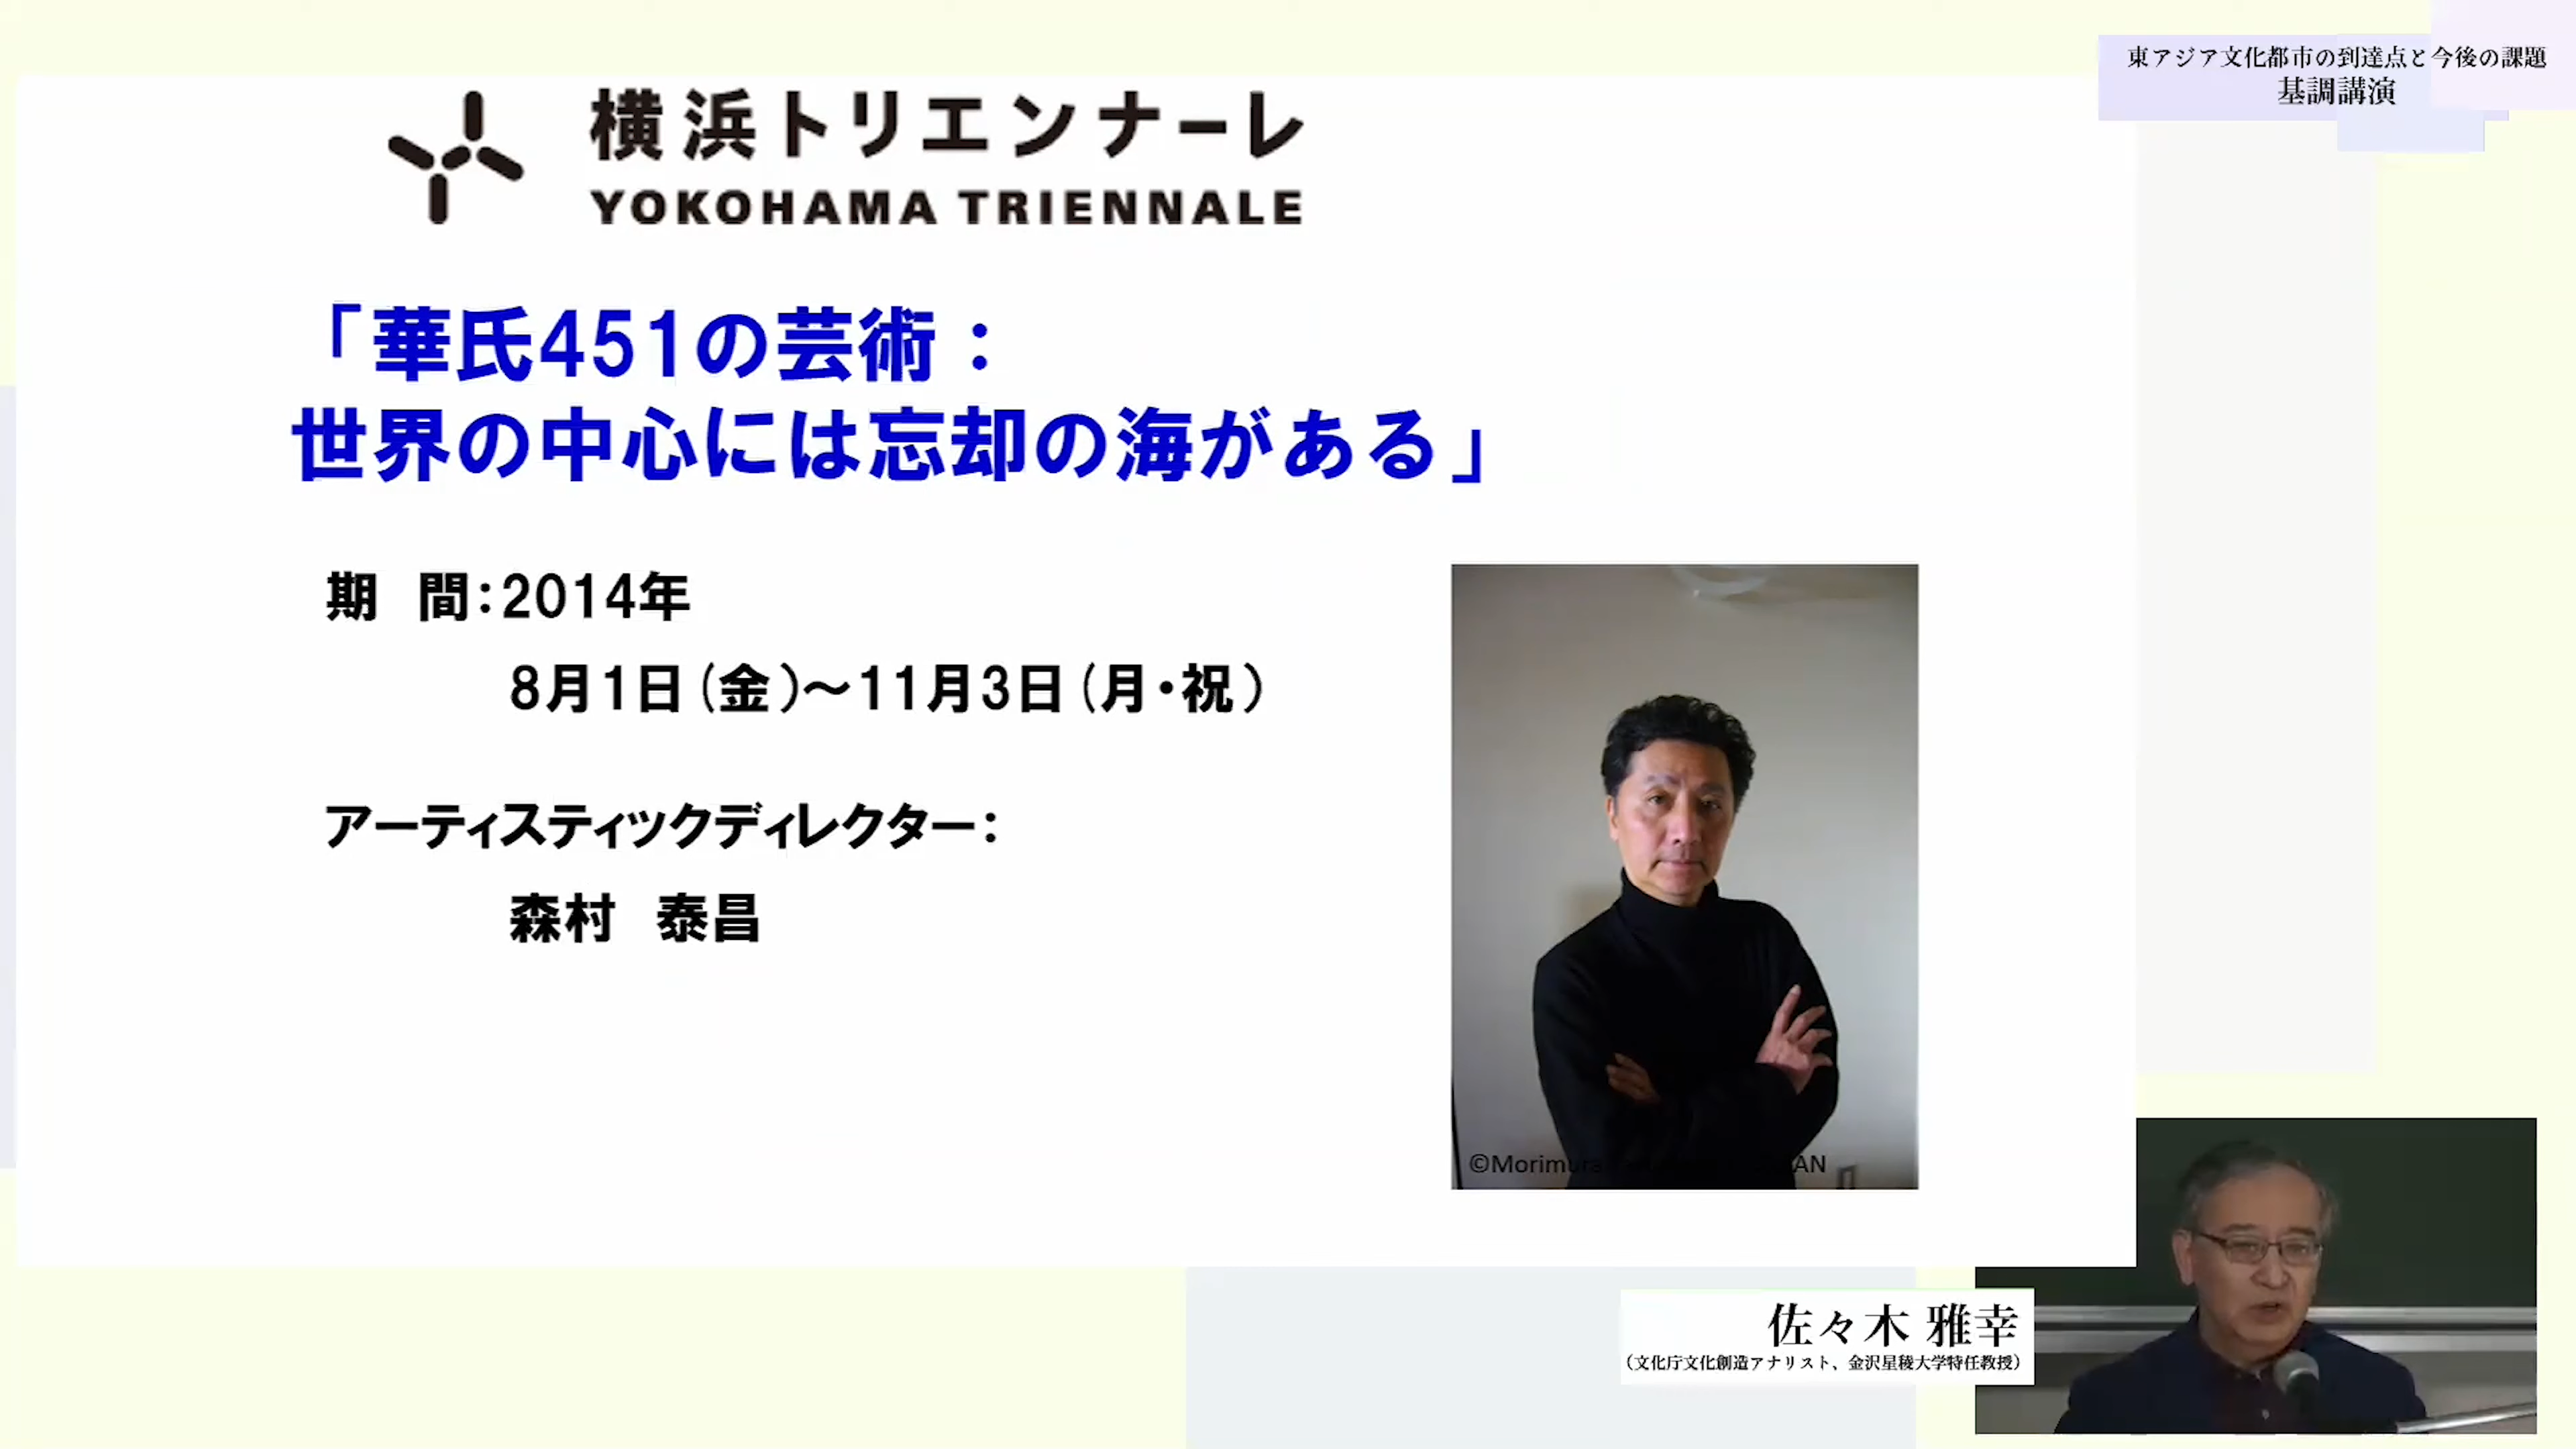 東アジア文化都市の到達点と今後の課題
基調講演
横浜トリエンナーレ
YOKOHAMA TRIENNALE
「華氏451の芸術：
世界の中心には忘却の海がある」
期　間：2014年
8月1日（金）～11月3日（月・祝）
アーティスティックディレクター：
森村　泰昌
佐々木 雅幸
（文化庁文化創造アナリスト、金沢星稜大学特任教授）